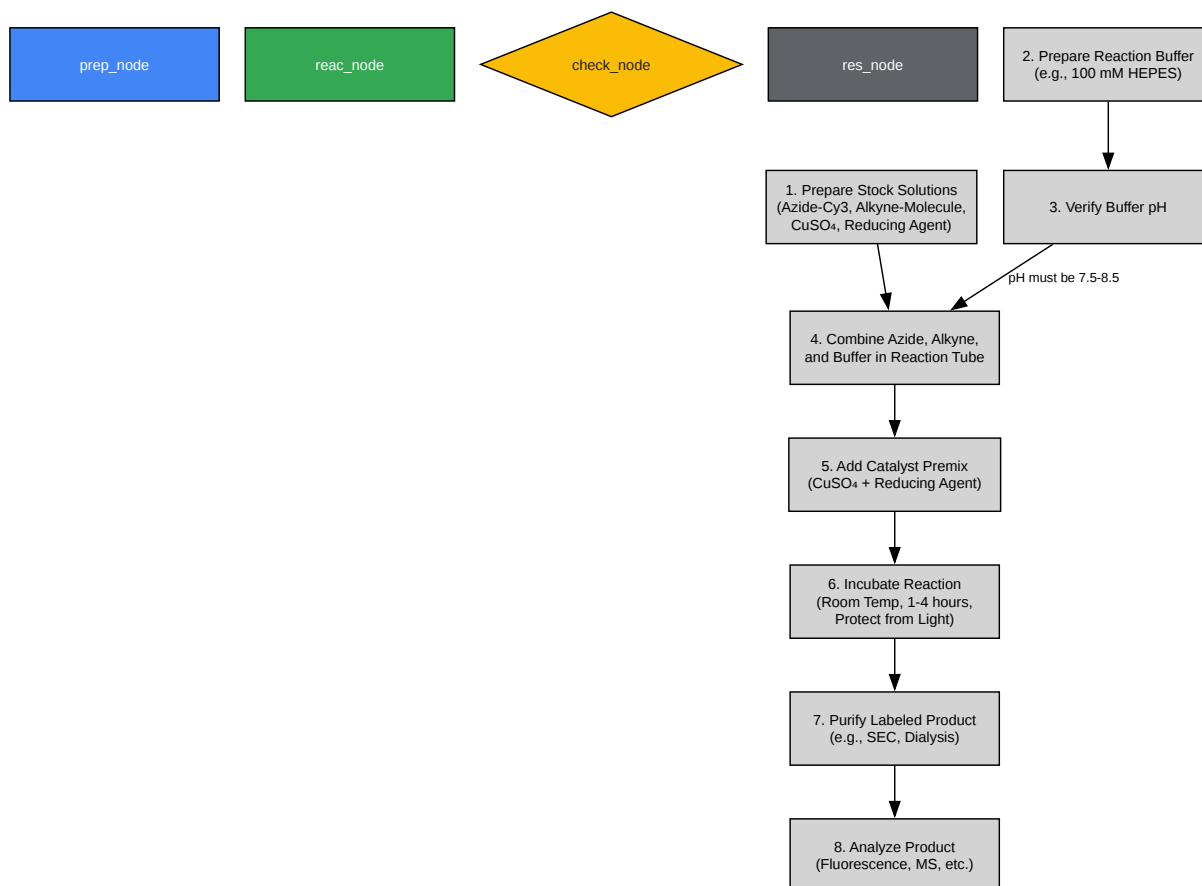 prep_node
reac_node
check_node
res_node
2. Prepare Reaction Buffer
(e.g., 100 mM HEPES)
1. Prepare Stock Solutions
(Azide-Cy3, Alkyne-Molecule,
CuSO₄, Reducing Agent)
3. Verify Buffer pH
pH must be 7.5-8.5
4. Combine Azide, Alkyne,
and Buffer in Reaction Tube
5. Add Catalyst Premix
(CuSO₄ + Reducing Agent)
6. Incubate Reaction
(Room Temp, 1-4 hours,
Protect from Light)
7. Purify Labeled Product
(e.g., SEC, Dialysis)
8. Analyze Product
(Fluorescence, MS, etc.)